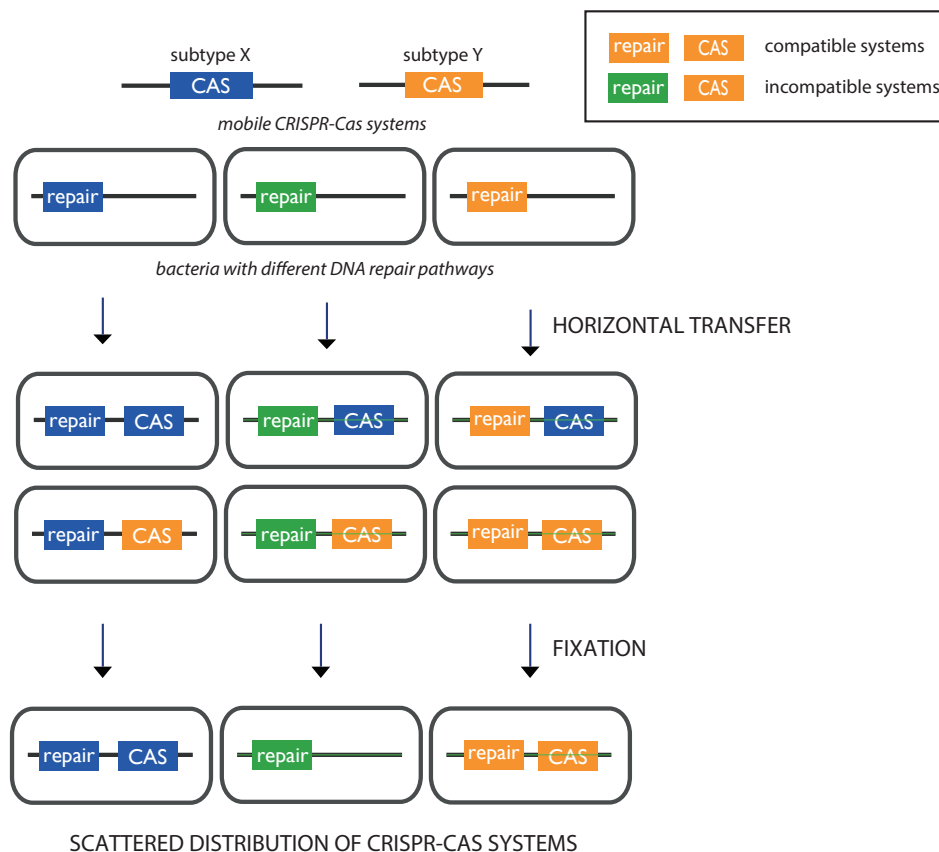 subtype X
subtype Y
CAS
CAS
mobile CRISPR-Cas systems
repair CAS compatible systems
repair CAS incompatible systems
repair
repair
repair
bacteria with different DNA repair pathways
HORIZONTAL TRANSFER
repair CAS
repair CAS
repair CAS
repair CAS
repair CAS
repair CAS
FIXATION
repair CAS
repair
repair CAS
SCATTERED DISTRIBUTION OF CRISPR-CAS SYSTEMS